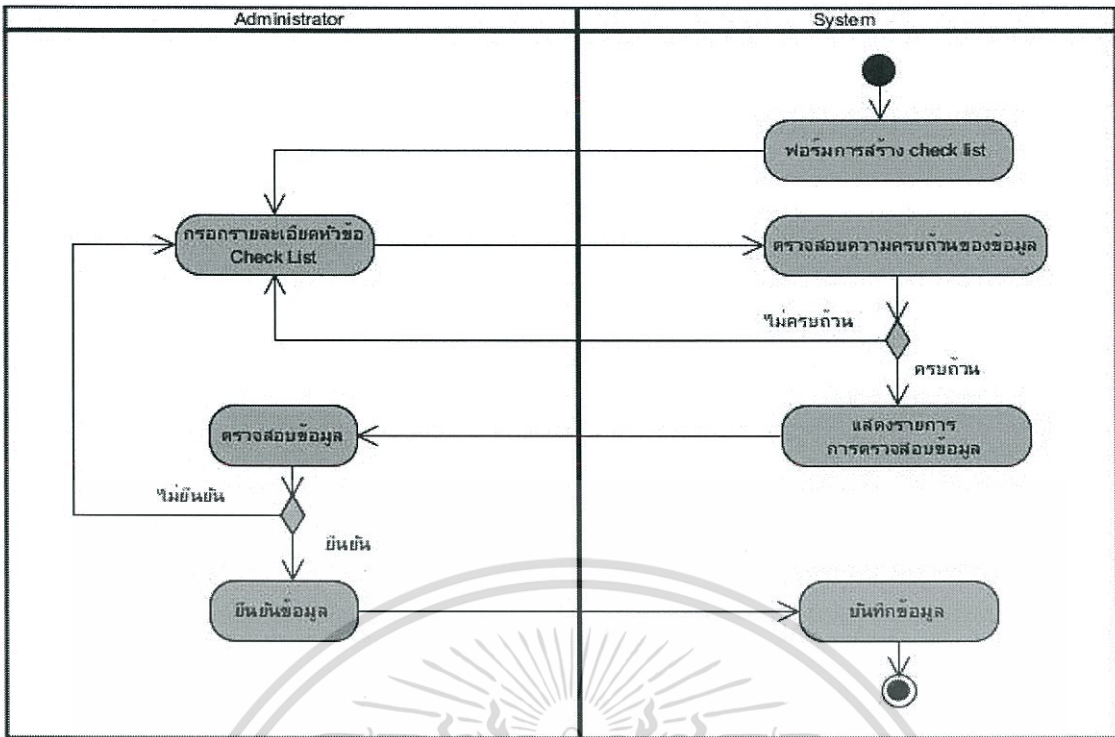 Administrator
System
ฟอร์มการสร้าง check list
กรอกรายละเอียดหัวข้อ
Check List
ตรวจสอบความครบถ้วนของข้อมูล
ไม่ครบถ้วน
ครบถ้วน
ตรวจสอบข้อมูล
แสดงรายการ
การตรวจสอบข้อมูล
ไม่ยืนยัน
ยืนยัน
ยืนยันข้อมูล
บันทึกข้อมูล